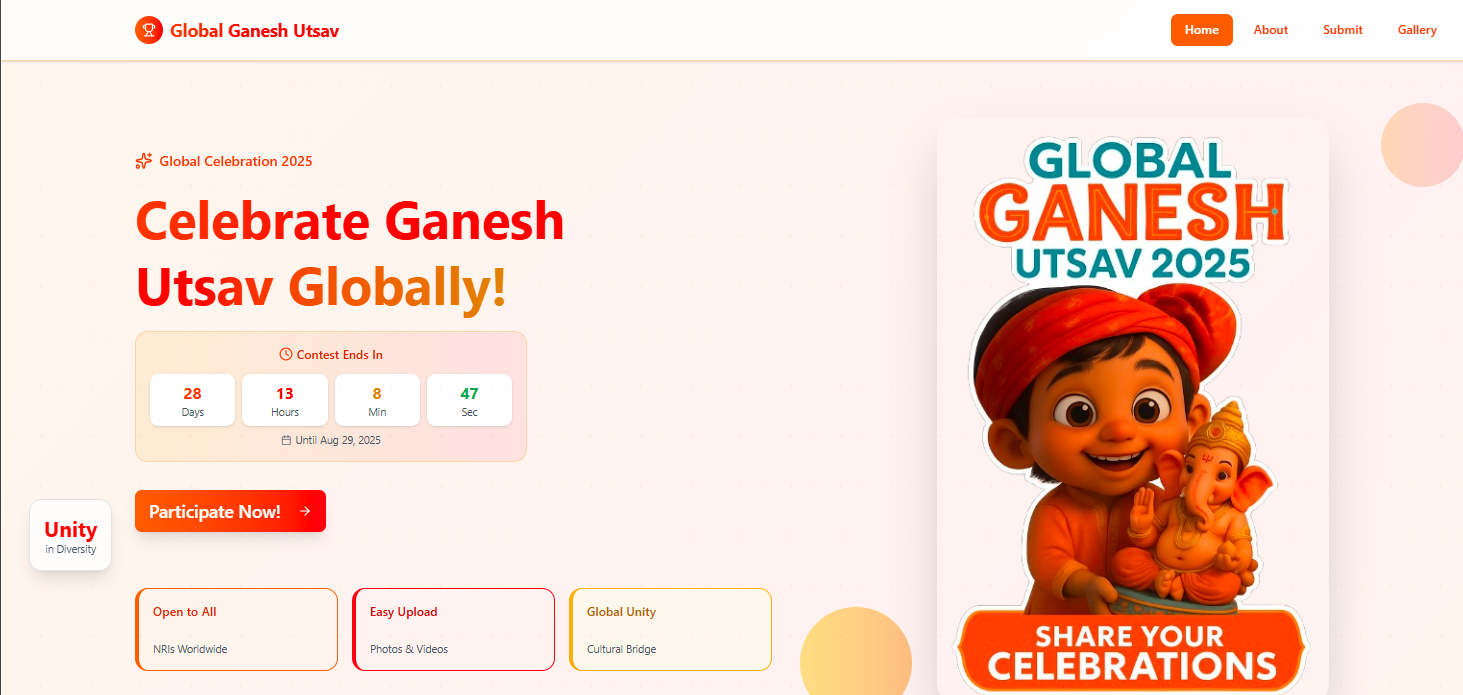 Global Ganesh Utsav
Home About Submit Gallery
Global Celebration 2025
Celebrate Ganesh
Utsav Globally!
Contest Ends In
28 13 8 47
Days Hours Min Sec
Until Aug 29, 2025
Participate Now!
Unity
in Diversity
Open to All
NRIs Worldwide
Easy Upload
Photos & Videos
Global Unity
Cultural Bridge
GLOBAL
GANESH
UTSAV 2025
SHARE YOUR
CELEBRATIONS